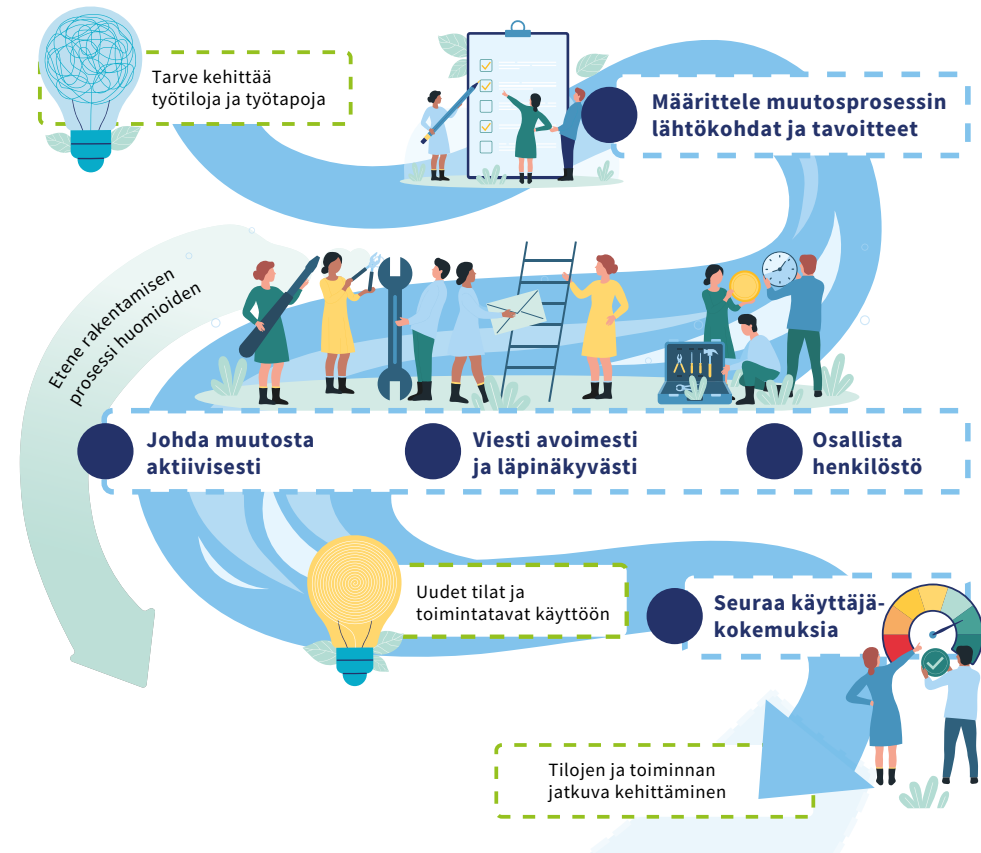 Tarve kehittää
työtiloja ja työtapoja
Määrittele muutosprosessin
lähtökohdat ja tavoitteet
Etene rakentamisen
prosessi huomioiden
Johda muutosta
aktiivisesti
Viesti avoimesti
ja läpinäkyvästi
Osallista
henkilöstö
Uudet tilat ja
toimintatavat käyttöön
Seuraa käyttäjä-
kokemuksia
Tilojen ja toiminnan
jatkuva kehittäminen